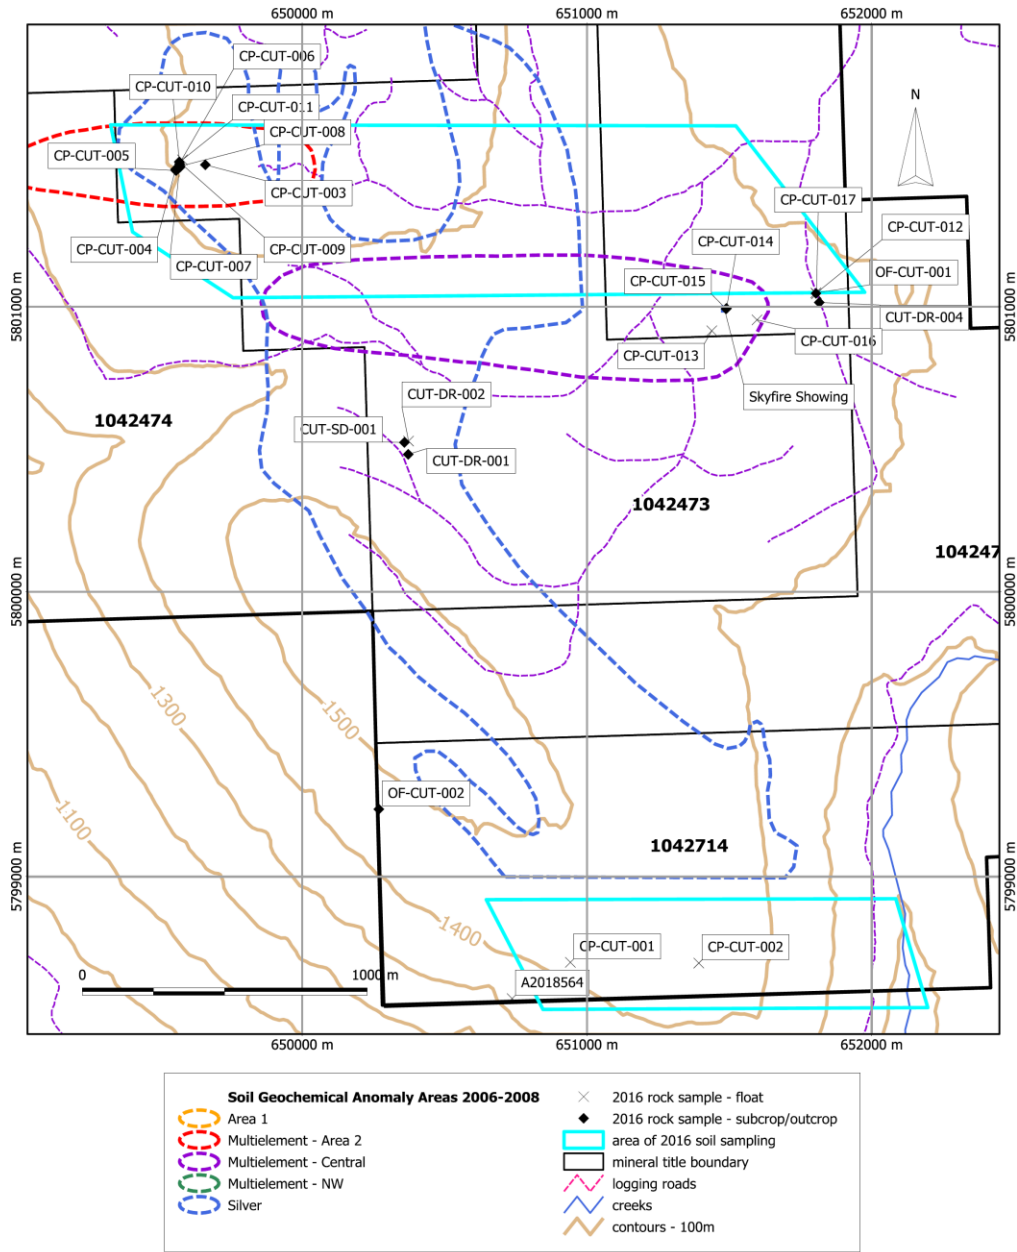 650000 m
651000 m
652000 m
CP-CUT-006
CP-CUT-010
CP-CUT-011
N
CP-CUT-008
CP-CUT-005
CP-CUT-003
CP-CUT-017
CP-CUT-012
CP-CUT-014
CP-CUT-004
CP-CUT-009
CP-CUT-007
OF-CUT-001
CP-CUT-015
5801000 m
5801000 m
CUT-DR-004
CP-CUT-016
CP-CUT-013
CUT-DR-002
Skyfire Showing
1042474
CUT-SD-001
CUT-DR-001
1042473
104247
5800000 m
5800000 m
1300
1500
1100
OF-CUT-002
1042714
5799000 m
5799000 m
1400
CP-CUT-001
CP-CUT-002
0
1000 m
A2018564
650000 m
651000 m
652000 m
Soil Geochemical Anomaly Areas 2006-2008
Area 1
Multielement - Area 2
Multielement - Central
Multielement - NW
Silver
2016 rock sample - float
2016 rock sample - subcrop/outcrop
area of 2016 soil sampling
mineral title boundary
logging roads
creeks
contours - 100m